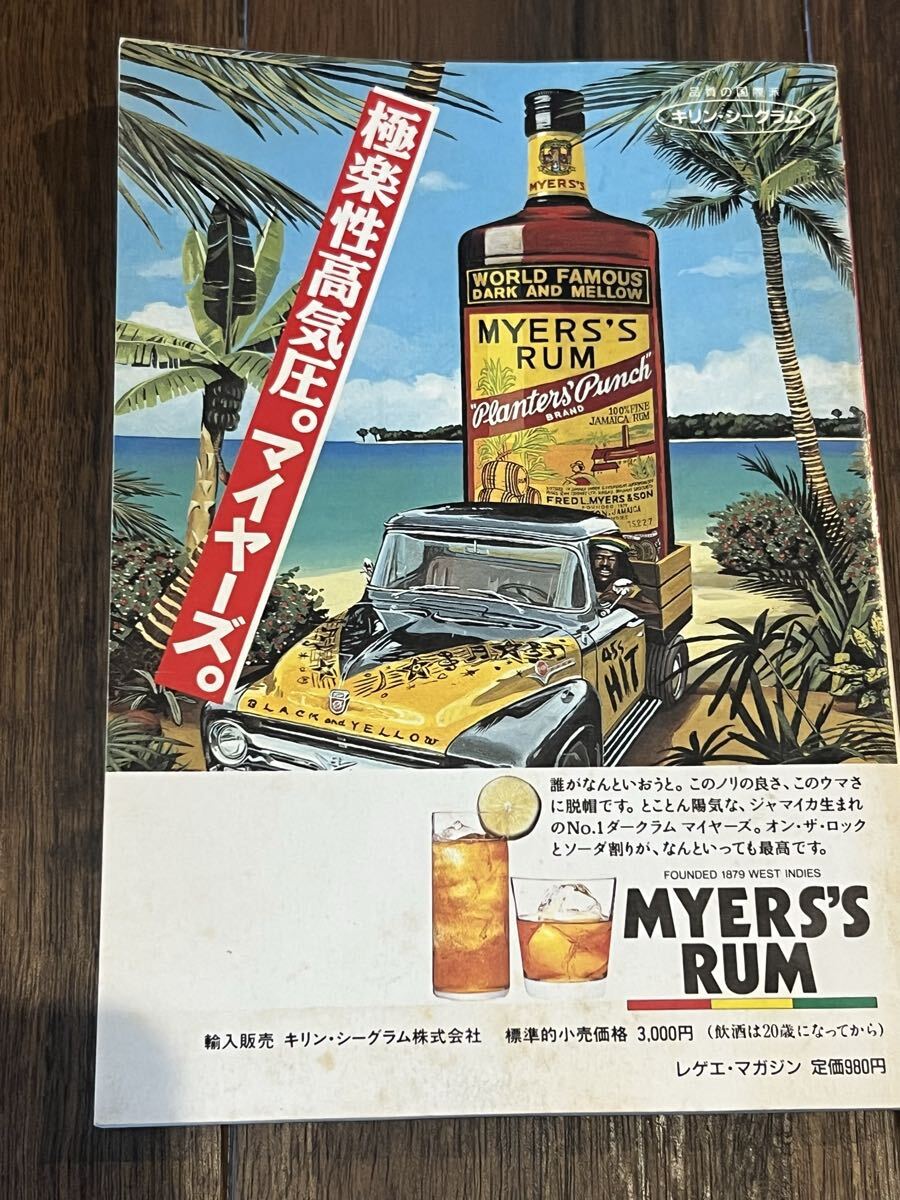 品質の国際派
キリン・シーグラム
極楽性高気圧。マイヤーズ。
MYERS'S
WORLD FAMOUS
DARK AND MELLOW
MYERS'S
RUM
"Planters' Punch"
BRAND
100% FINE
JAMAICA RUM
FRED L. MYERS & SON
FOUNDED 1879
JAMAICA
BLACK and YELLOW
HIT
誰がなんといおうと。このノリの良さ、このウマさ
に脱帽です。とことん陽気な、ジャマイカ生まれ
のNo.1ダークラム マイヤーズ。オン・ザ・ロック
とソーダ割りが、なんといっても最高です。
FOUNDED 1879 WEST INDIES
MYERS'S
RUM
輸入販売 キリン・シーグラム株式会社 標準的小売価格 3,000円 (飲酒は20歳になってから)
レゲエ・マガジン 定価980円